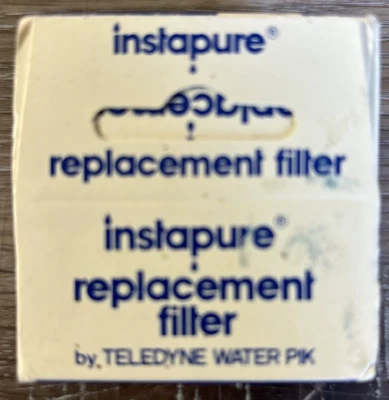 instapure®
replacement filter
instapure®
replacement
filter
by TELEDYNE WATER PIK